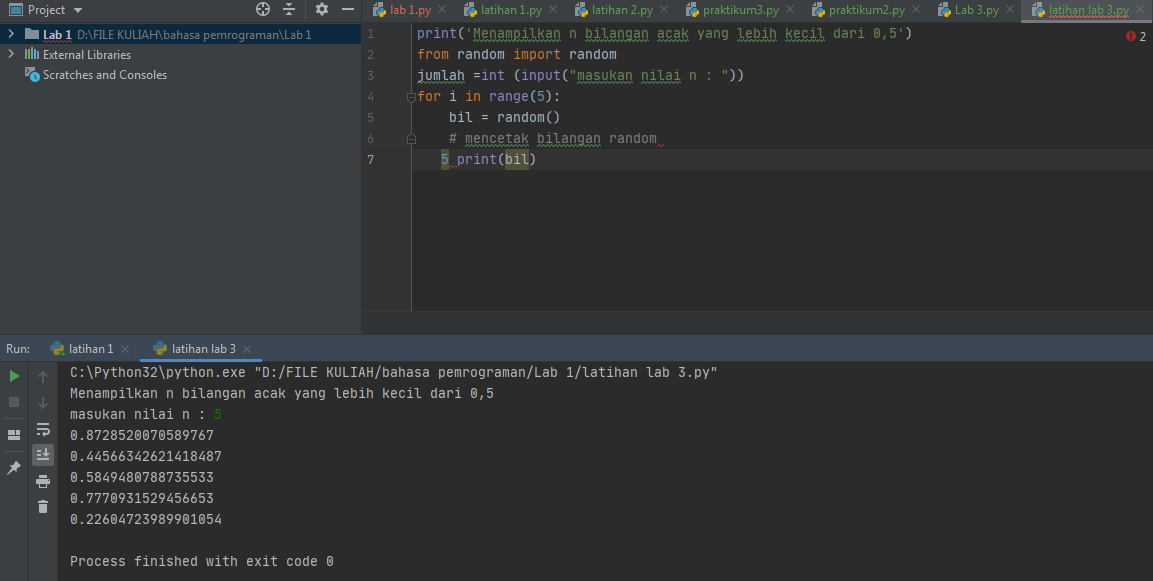 Project
lab 1.py
latihan 1.py
latihan 2.py
praktikum3.py
praktikum2.py
Lab 3.py
latihan lab 3.py
Lab 1 D:\FILE KULIAH\bahasa pemrograman\Lab 1
External Libraries
Scratches and Consoles
2
1 print('Menampilkan n bilangan acak yang lebih kecil dari 0,5')
2 from random import random
3 jumlah =int (input("masukan nilai n : "))
4 for i in range(5):
5 bil = random()
6 # mencetak bilangan random
7 5 print(bil)
Run:
latihan 1
latihan lab 3
C:\Python32\python.exe "D:/FILE KULIAH/bahasa pemrograman/Lab 1/latihan lab 3.py"
Menampilkan n bilangan acak yang lebih kecil dari 0,5
masukan nilai n : 5
0.8728520070589767
0.44566342621418487
0.5849480788735533
0.7770931529456653
0.22604723989901054
Process finished with exit code 0